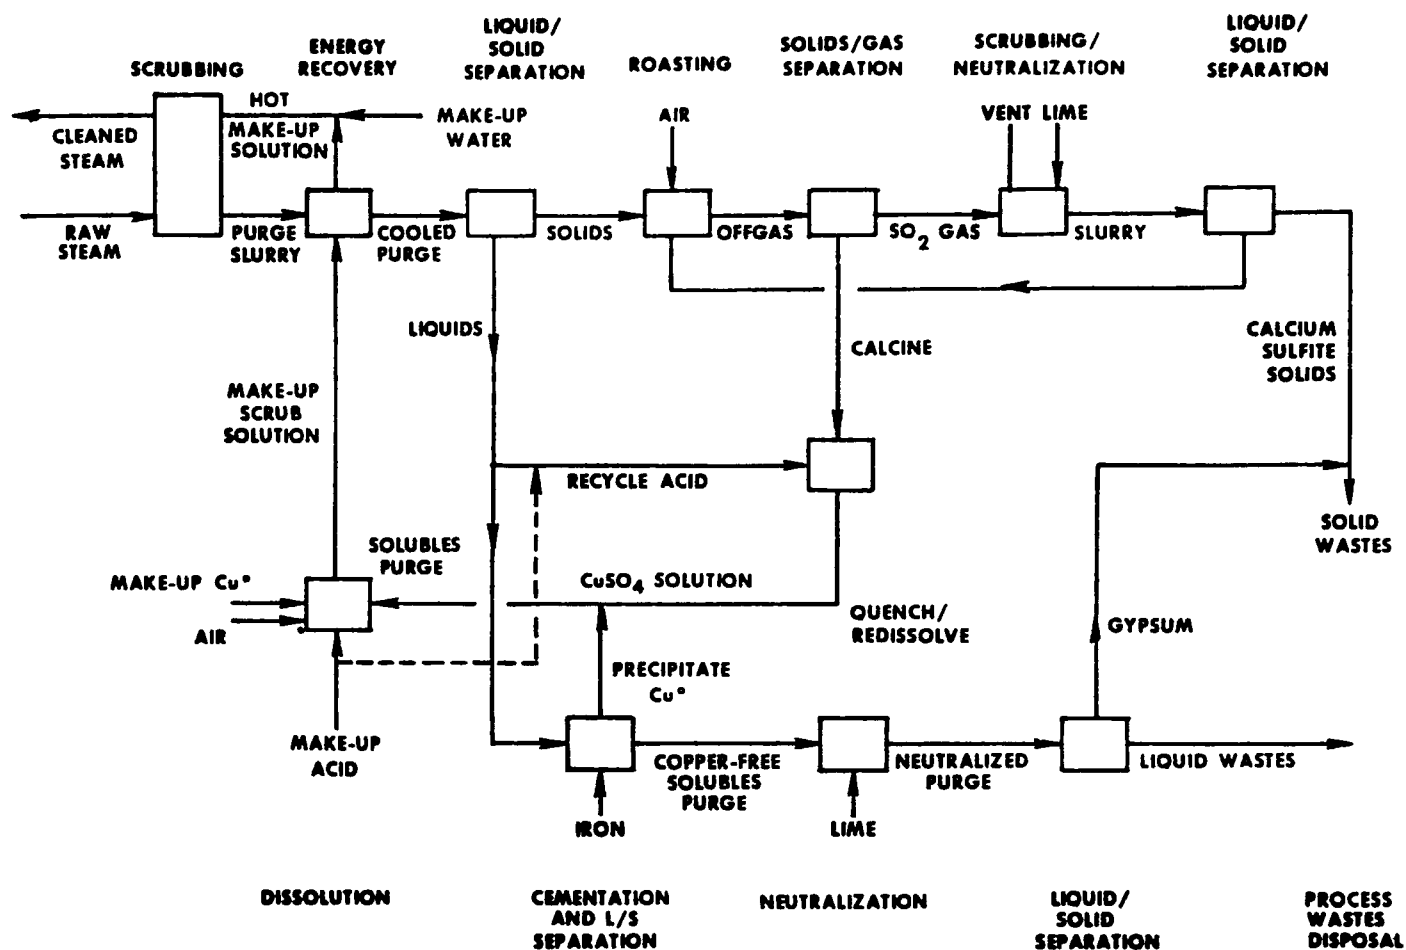 SCRUBBING
ENERGY
RECOVERY
LIQUID/
SOLID
SEPARATION
ROASTING
SOLIDS/GAS
SEPARATION
SCRUBBING/
NEUTRALIZATION
LIQUID/
SOLID
SEPARATION
CLEANED
STEAM
HOT
MAKE-UP
SOLUTION
MAKE-UP
WATER
AIR
VENT LIME
RAW
STEAM
PURGE
SLURRY
COOLED
PURGE
SOLIDS
OFFGAS
SO2 GAS
SLURRY
LIQUIDS
CALCINE
CALCIUM
SULFITE
SOLIDS
MAKE-UP
SCRUB
SOLUTION
RECYCLE ACID
SOLID
WASTES
SOLUBLES
PURGE
MAKE-UP Cu°
AIR
CuSO4 SOLUTION
QUENCH/
REDISSOLVE
GYPSUM
PRECIPITATE
Cu°
MAKE-UP
ACID
COPPER-FREE
SOLUBLES
PURGE
NEUTRALIZED
PURGE
LIQUID WASTES
IRON
LIME
DISSOLUTION
CEMENTATION
AND L/S
SEPARATION
NEUTRALIZATION
LIQUID/
SOLID
SEPARATION
PROCESS
WASTES
DISPOSAL